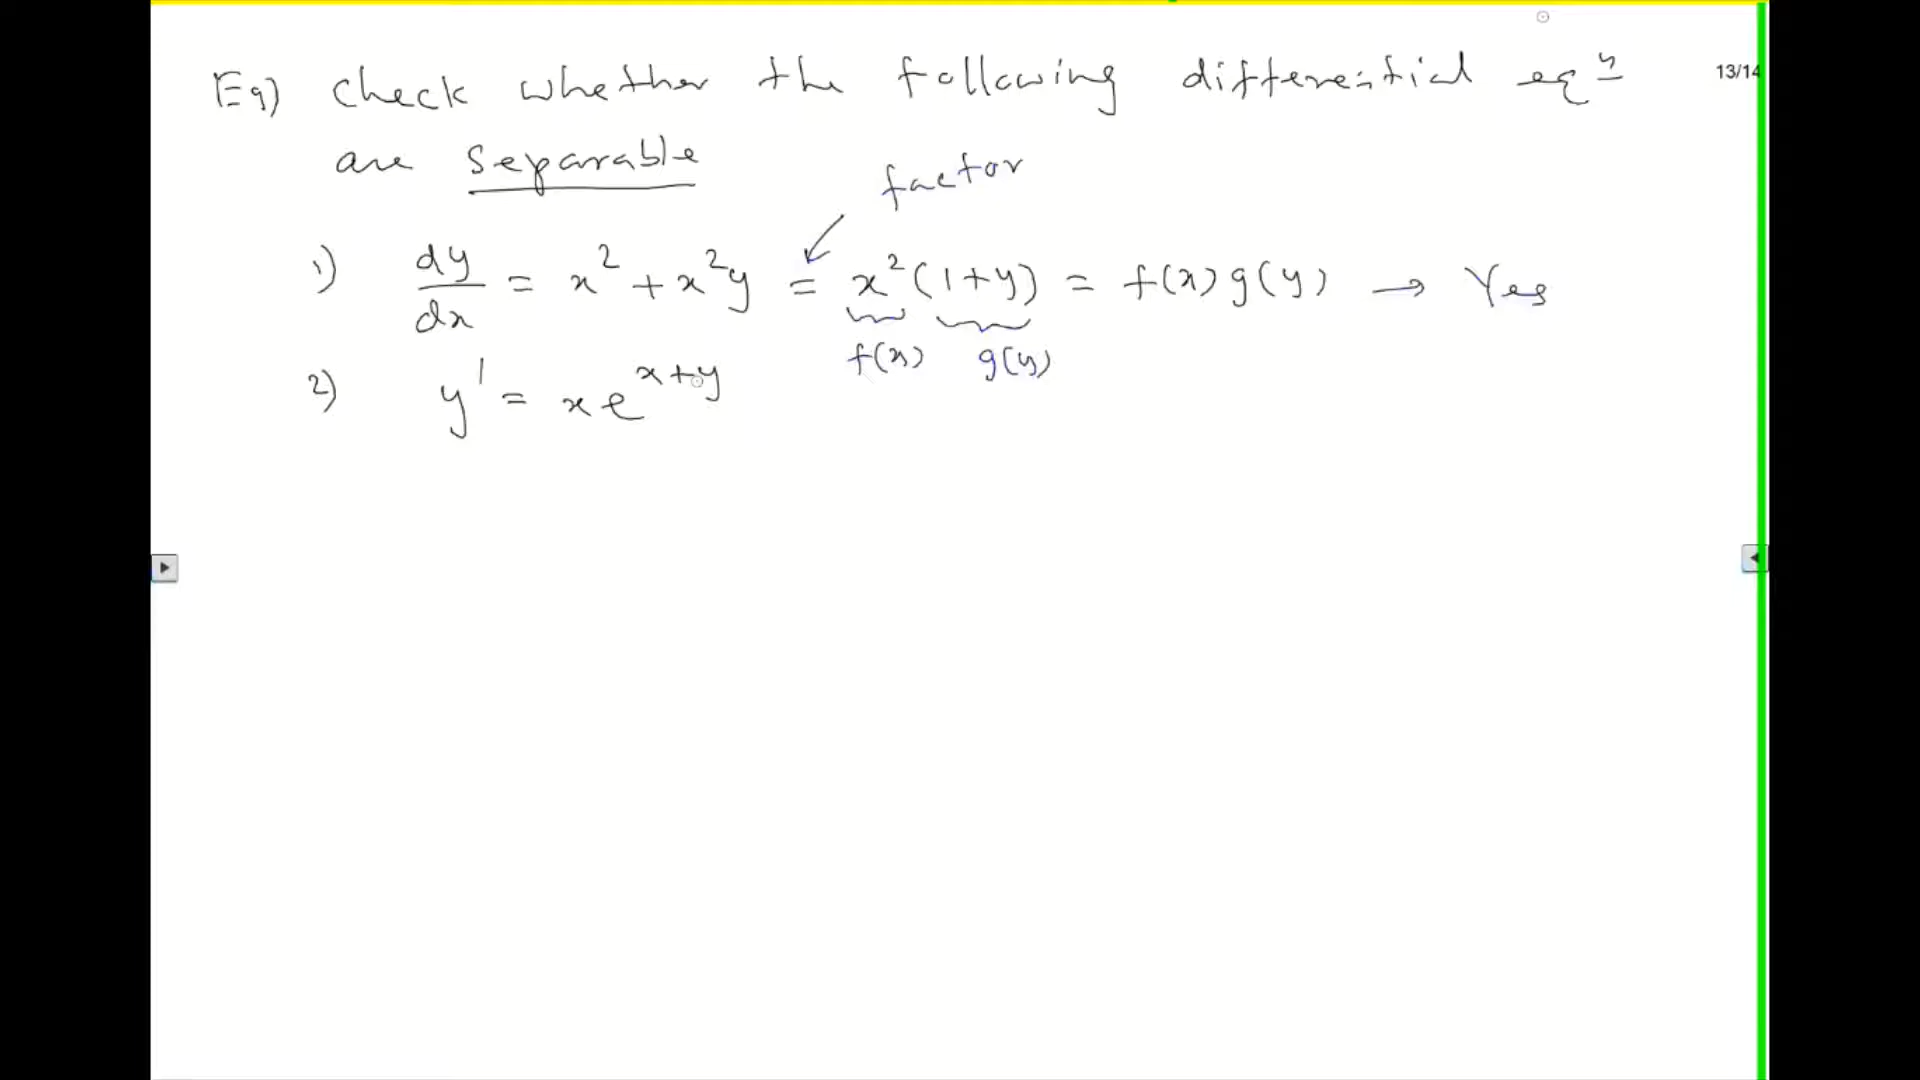 Eg) Check whether the following differential eqⁿ
13/14
are separable
factor
1) dy/dx = x² + x²y = x²(1+y) = f(x)g(y) → Yes
f(x) g(y)
2) y' = xe^(x+y)